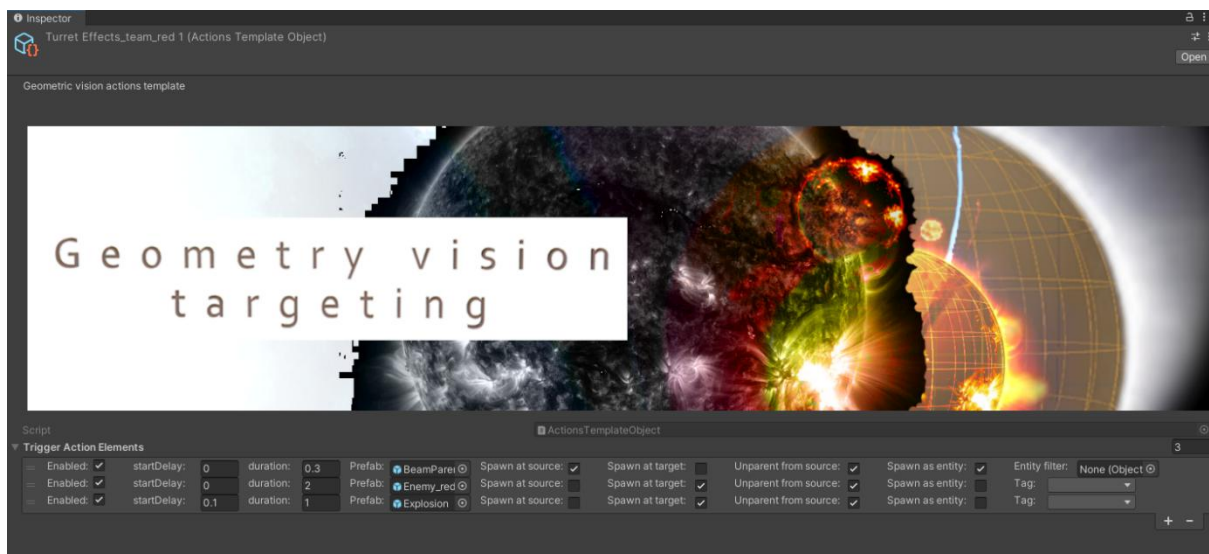 Inspector
Turret Effects_team_red 1 (Actions Template Object)
Open
Geometric vision actions template
Geometry vision
targeting
Script ActionsTemplateObject
Trigger Action Elements 3
Enabled: startDelay: 0 duration: 0.3 Prefab: BeamParei Spawn at source: Spawn at target: Unparent from source: Spawn as entity: Entity filter: None (Object
Enabled: startDelay: 0 duration: 2 Prefab: Enemy_red Spawn at source: Spawn at target: Unparent from source: Spawn as entity: Tag:
Enabled: startDelay: 0.1 duration: 1 Prefab: Explosion Spawn at source: Spawn at target: Unparent from source: Spawn as entity: Tag:
+ -